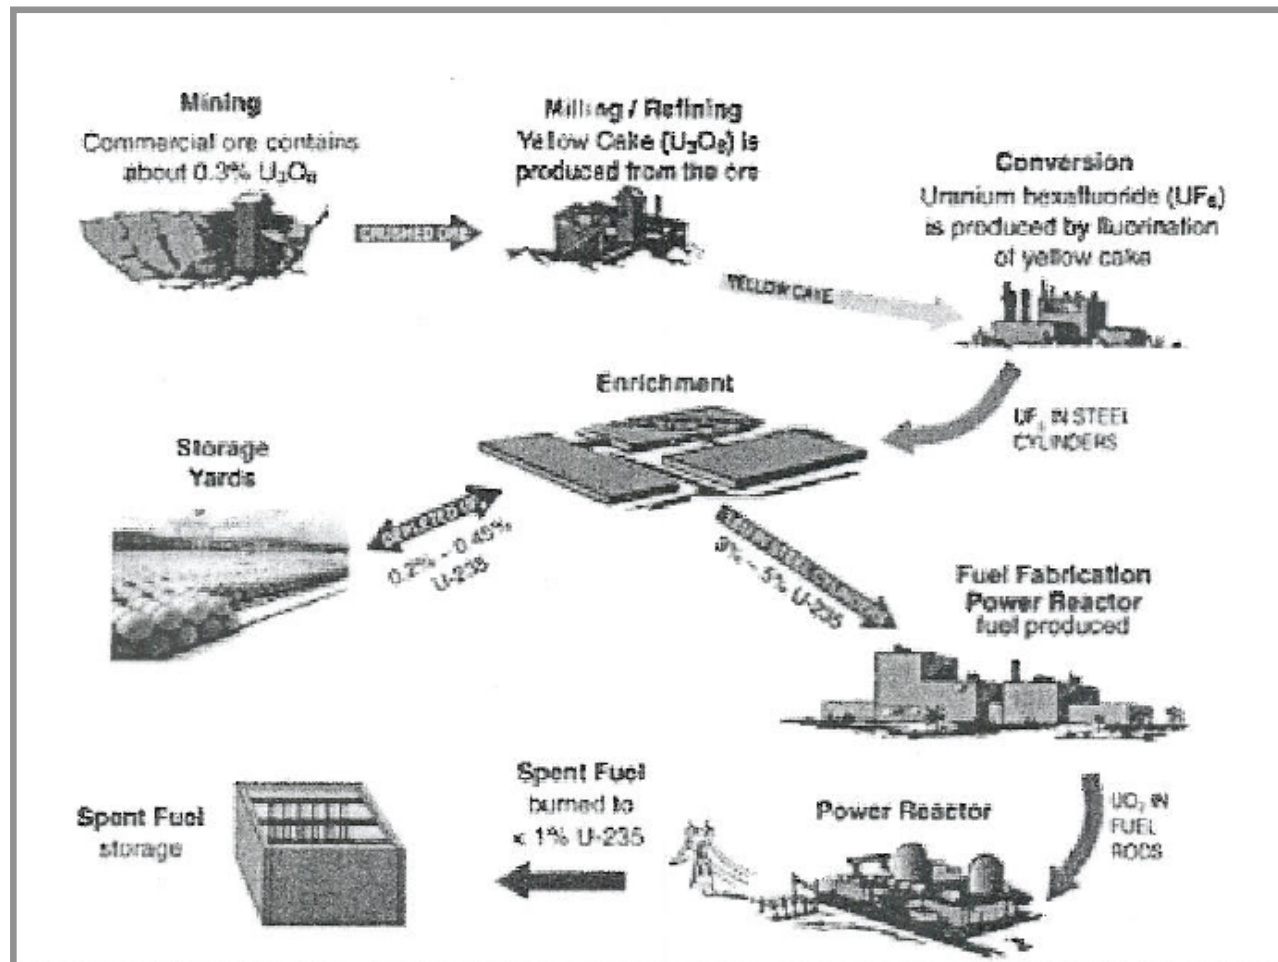 Mining
Commercial ore contains
about 0.3% U₃O₈
CRUSHED ORE
Milling / Refining
Yellow Cake (U₃O₈) is
produced from the ore
YELLOW CAKE
Conversion
Uranium hexafluoride (UF₆)
is produced by fluorination
of yellow cake
UF₆ IN STEEL
CYLINDERS
Enrichment
Storage
Yards
DEPLETED
0.2% – 0.45%
U-235
3% – 5% U-235
Fuel Fabrication
Power Reactor
fuel produced
UO₂ IN
FUEL
RODS
Power Reactor
Spent Fuel
burned to
< 1% U-235
Spent Fuel
storage